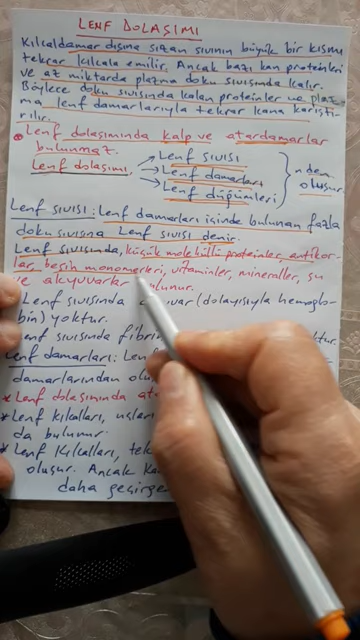 LENF DOLAŞIMI
Kılcaldamar dışına sızan sıvının büyük bir kısmı
tekrar kılcala emilir. Ancak bazı kan proteinleri
ve az miktarda plazma doku sıvısında kalır.
Böylece doku sıvısında kalan proteinler ve plaz-
ma lenf damarlarıyla tekrar kana karıştı-
rılır.
Lenf dolaşımında kalp ve atardamarlar
bulunmaz.
Lenf dolaşımı, → Lenf sıvısı
→ Lenf damarları
→ Lenf düğümleri
nden
oluşur.
Lenf sıvısı: Lenf damarları içinde bulunan fazla
doku sıvısına Lenf sıvısı denir.
Lenf sıvısında, küçük moleküllü proteinler, antikor-
lar, besin monomerleri, vitaminler, mineraller, su
ve akyuvarlar bulunur.
Lenf sıvısında (dolayısıyla hemoglo-
bin) yoktur.
Lenf sıvısında
Lenf damarları: Len
damarlarından
* Lenf dolaşımında
* Lenf kılcalları,
da bulunur.
* Lenf kılcalları,
oluşur. Ancak
daha